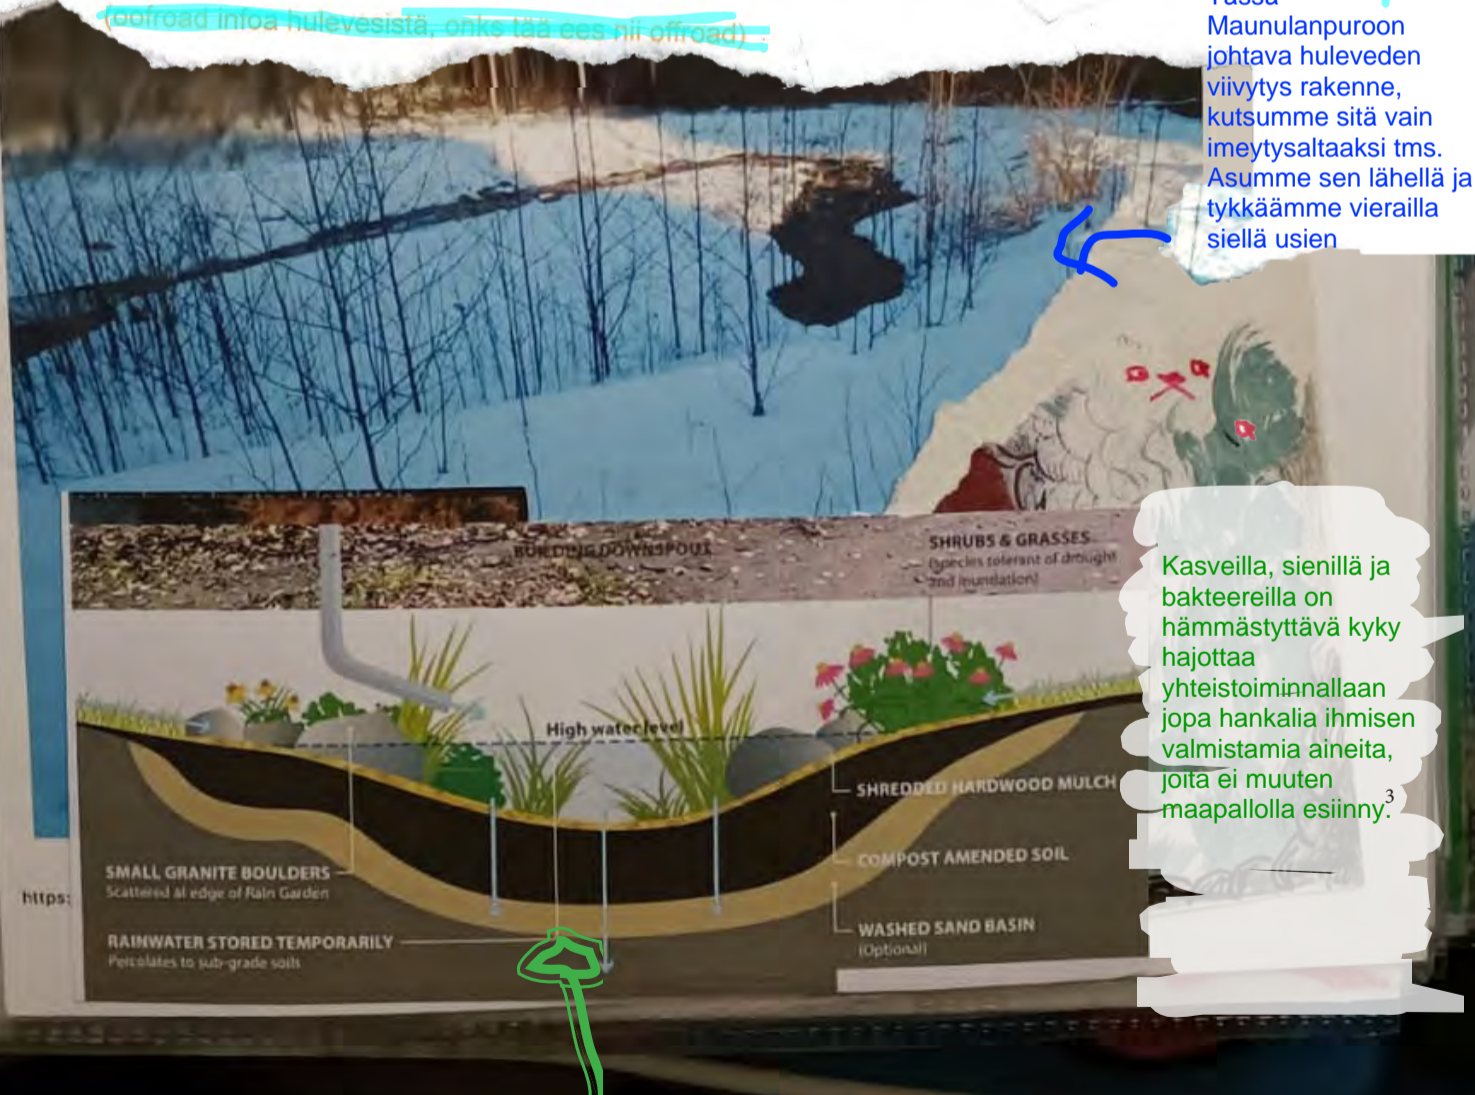 (oofroad infoa hulevesistä, onks tää ees nii offroad)
Tässä
Maunulanpuroon
johtava huleveden
viivytys rakenne,
kutsumme sitä vain
imeytysaltaaksi tms.
Asumme sen lähellä ja
tykkäämme vierailla
siellä usien
BUILDING DOWNSPOUT
SHRUBS & GRASSES
(Species tolerant of drought
and inundation)
High water level
Kasveilla, sienillä ja
bakteereilla on
hämmästyttävä kyky
hajottaa
yhteistoiminnallaan
jopa hankalia ihmisen
valmistamia aineita,
joita ei muuten
maapallolla esiinny.3
SHREDDED HARDWOOD MULCH
COMPOST AMENDED SOIL
SMALL GRANITE BOULDERS
Scattered at edge of Rain Garden
https:
WASHED SAND BASIN
(Optional)
RAINWATER STORED TEMPORARILY
Percolates to sub-grade soils